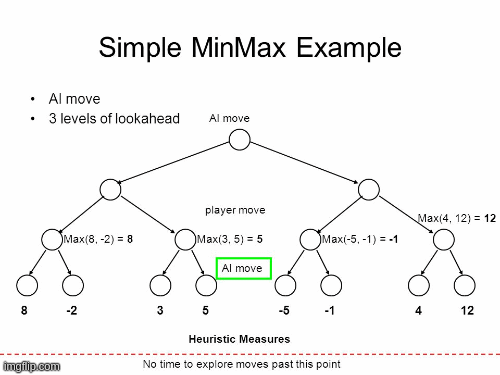 Simple MinMax Example
• AI move
• 3 levels of lookahead
AI move
player move
Max(4, 12) = 12
Max(8, -2) = 8
Max(3, 5) = 5
Max(-5, -1) = -1
AI move
8 -2 3 5 -5 -1 4 12
Heuristic Measures
No time to explore moves past this point
imgflip.com